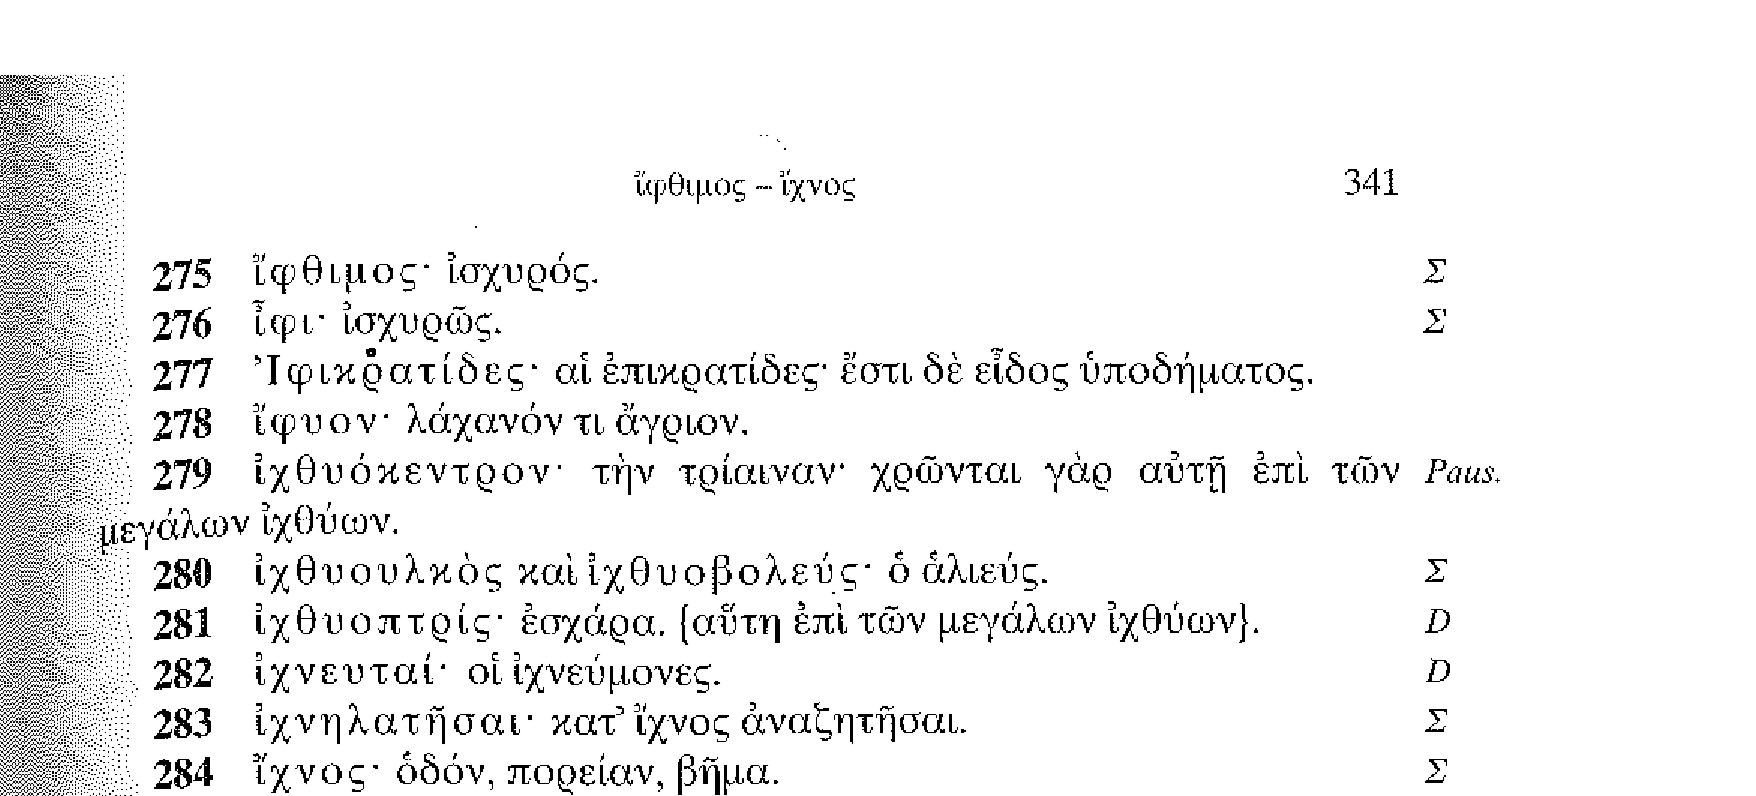 ἴφθιμος – ἴχνος 341
275 ἴφθιμος· ἰσχυρός. Σ
276 ἶφι· ἰσχυρῶς. Σ
277 Ἰφικρατίδες· αἱ ἐπικρατίδες· ἔστι δὲ εἶδος ὑποδήματος.
278 ἴφυον· λάχανόν τι ἄγριον.
279 ἰχθυόκεντρον· τὴν τρίαιναν· χρῶνται γὰρ αὐτῇ ἐπὶ τῶν Paus.
μεγάλων ἰχθύων.
280 ἰχθυουλκὸς καὶ ἰχθυοβολεύς· ὁ ἁλιεύς. Σ
281 ἰχθυοπτρίς· ἐσχάρα. {αὕτη ἐπὶ τῶν μεγάλων ἰχθύων}. D
282 ἰχνευταί· οἱ ἰχνεύμονες. D
283 ἰχνηλατῆσαι· κατ’ ἴχνος ἀναζητῆσαι. Σ
284 ἴχνος· ὁδόν, πορείαν, βῆμα. Σ